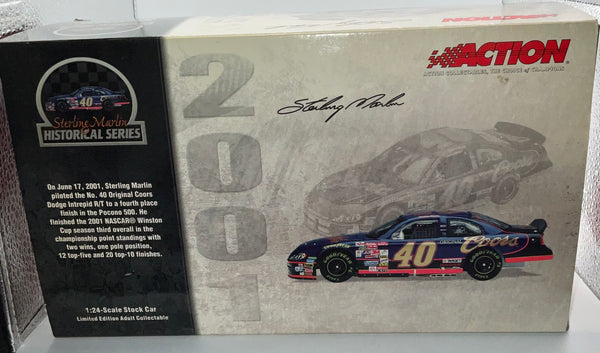 ACTION
ACTION
ACTION COLLECTABLES, THE CHOICE of CHAMPIONS
2001
Sterling Marlin
40
Sterling Marlin
HISTORICAL SERIES
On June 17, 2001, Sterling Marlin
piloted the No. 40 Original Coors
Dodge Intrepid R/T to a fourth place
finish in the Pocono 500. He
finished the 2001 NASCAR® Winston
Cup season third overall in the
championship point standings with
two wins, one pole position,
12 top-five and 20 top-10 finishes.
1:24-Scale Stock Car
Limited Edition Adult Collectable
40
ORIGINAL
Coors
GOODYEAR